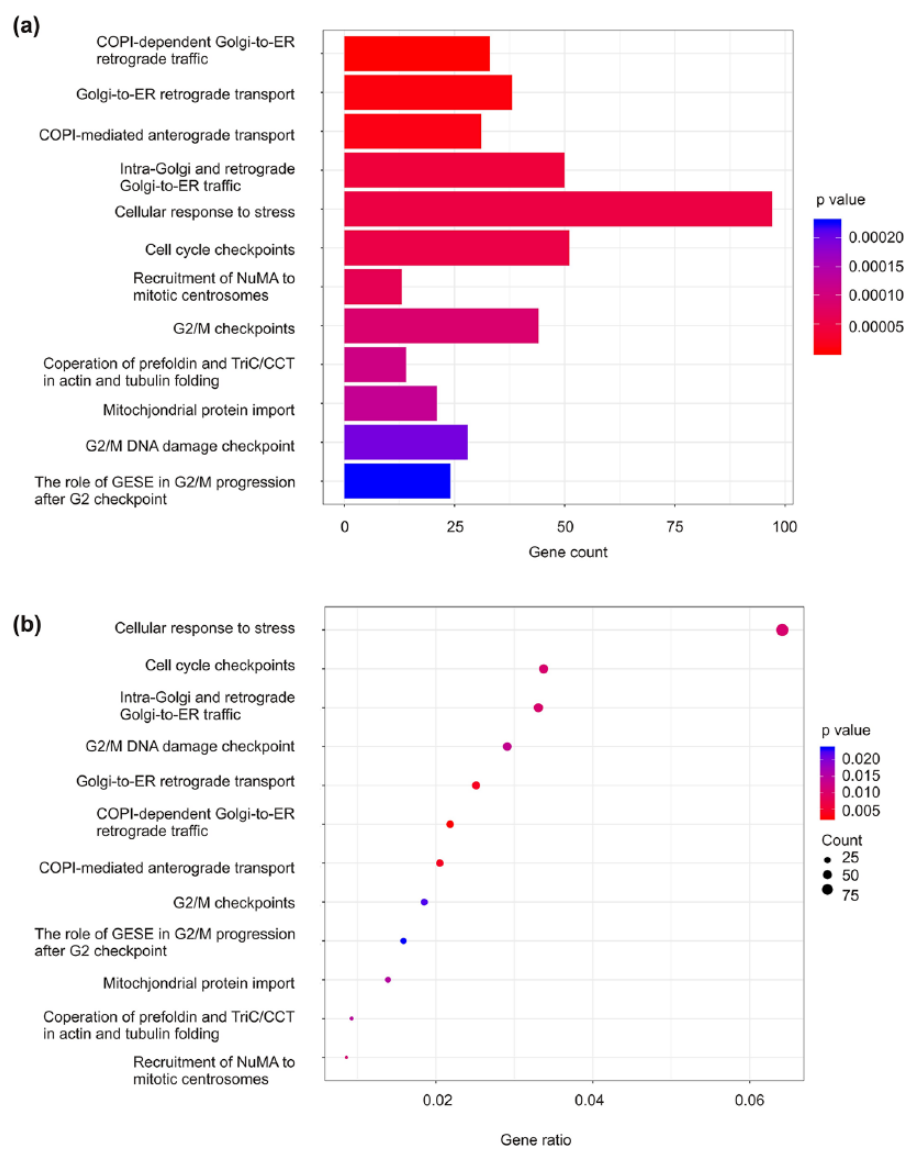 (a)
COPI-dependent Golgi-to-ER
retrograde traffic
Golgi-to-ER retrograde transport
COPI-mediated anterograde transport
Intra-Golgi and retrograde
Golgi-to-ER traffic
Cellular response to stress
Cell cycle checkpoints
Recruitment of NuMA to
mitotic centrosomes
G2/M checkpoints
Coperation of prefoldin and TriC/CCT
in actin and tubulin folding
Mitochjondrial protein import
G2/M DNA damage checkpoint
The role of GESE in G2/M progression
after G2 checkpoint
0 25 50 75 100
Gene count
p value
0.00020
0.00015
0.00010
0.00005
(b)
Cellular response to stress
Cell cycle checkpoints
Intra-Golgi and retrograde
Golgi-to-ER traffic
G2/M DNA damage checkpoint
Golgi-to-ER retrograde transport
COPI-dependent Golgi-to-ER
retrograde traffic
COPI-mediated anterograde transport
G2/M checkpoints
The role of GESE in G2/M progression
after G2 checkpoint
Mitochjondrial protein import
Coperation of prefoldin and TriC/CCT
in actin and tubulin folding
Recruitment of NuMA to
mitotic centrosomes
0.02 0.04 0.06
Gene ratio
p value
0.020
0.015
0.010
0.005
Count
25
50
75